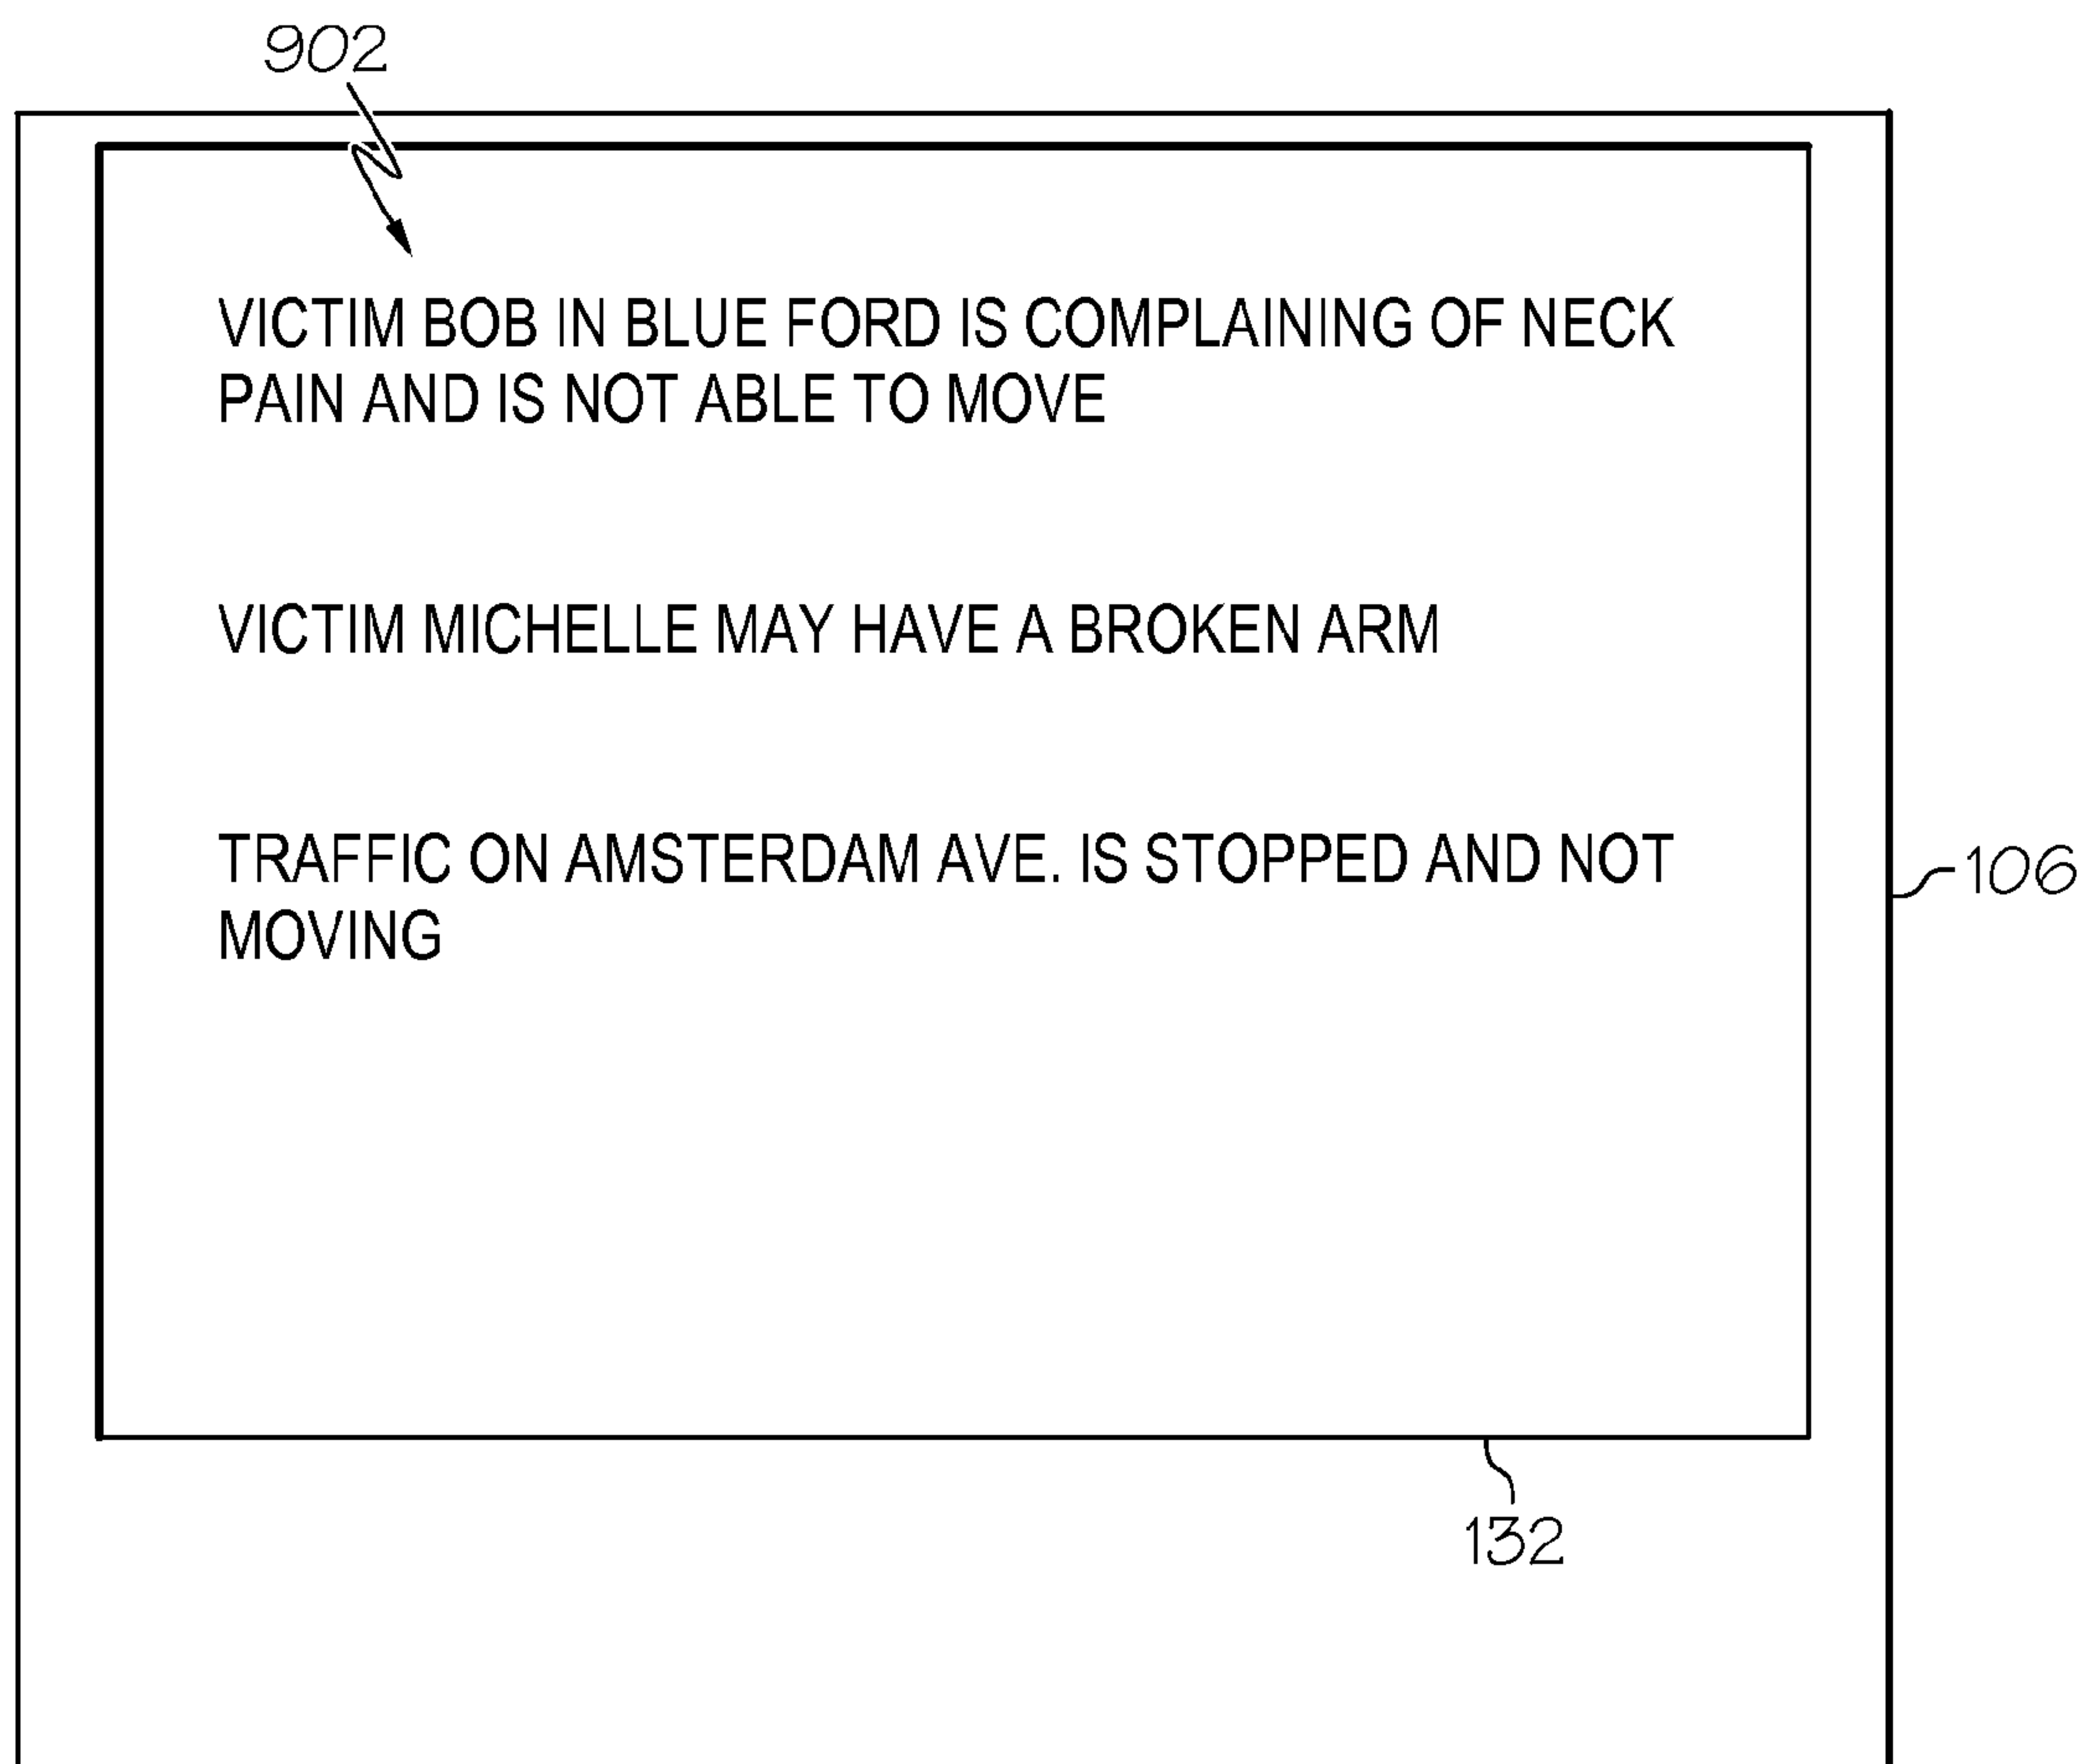 902
VICTIM BOB IN BLUE FORD IS COMPLAINING OF NECK
PAIN AND IS NOT ABLE TO MOVE
VICTIM MICHELLE MAY HAVE A BROKEN ARM
TRAFFIC ON AMSTERDAM AVE. IS STOPPED AND NOT
MOVING
106
132